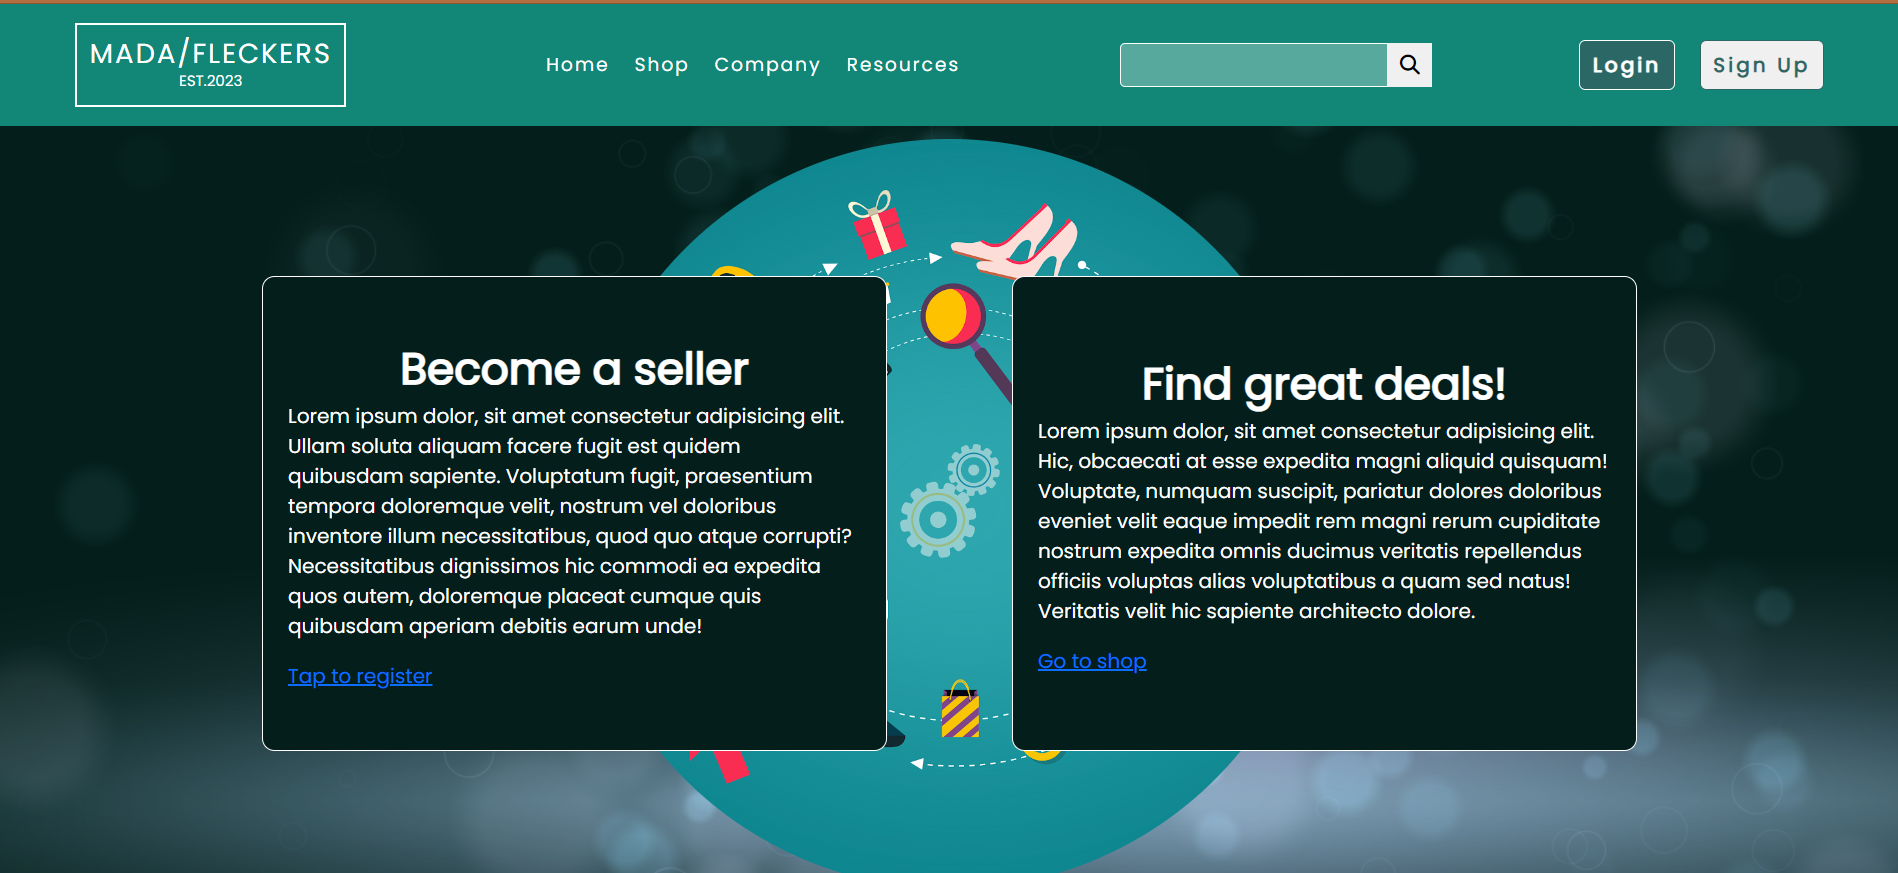 MADA/FLECKERS
EST.2023
Home Shop Company Resources
Login
Sign Up
Become a seller
Lorem ipsum dolor, sit amet consectetur adipisicing elit.
Ullam soluta aliquam facere fugit est quidem
quibusdam sapiente. Voluptatum fugit, praesentium
tempora doloremque velit, nostrum vel doloribus
inventore illum necessitatibus, quod quo atque corrupti?
Necessitatibus dignissimos hic commodi ea expedita
quos autem, doloremque placeat cumque quis
quibusdam aperiam debitis earum unde!
Tap to register
Find great deals!
Lorem ipsum dolor, sit amet consectetur adipisicing elit.
Hic, obcaecati at esse expedita magni aliquid quisquam!
Voluptate, numquam suscipit, pariatur dolores doloribus
eveniet velit eaque impedit rem magni rerum cupiditate
nostrum expedita omnis ducimus veritatis repellendus
officiis voluptas alias voluptatibus a quam sed natus!
Veritatis velit hic sapiente architecto dolore.
Go to shop